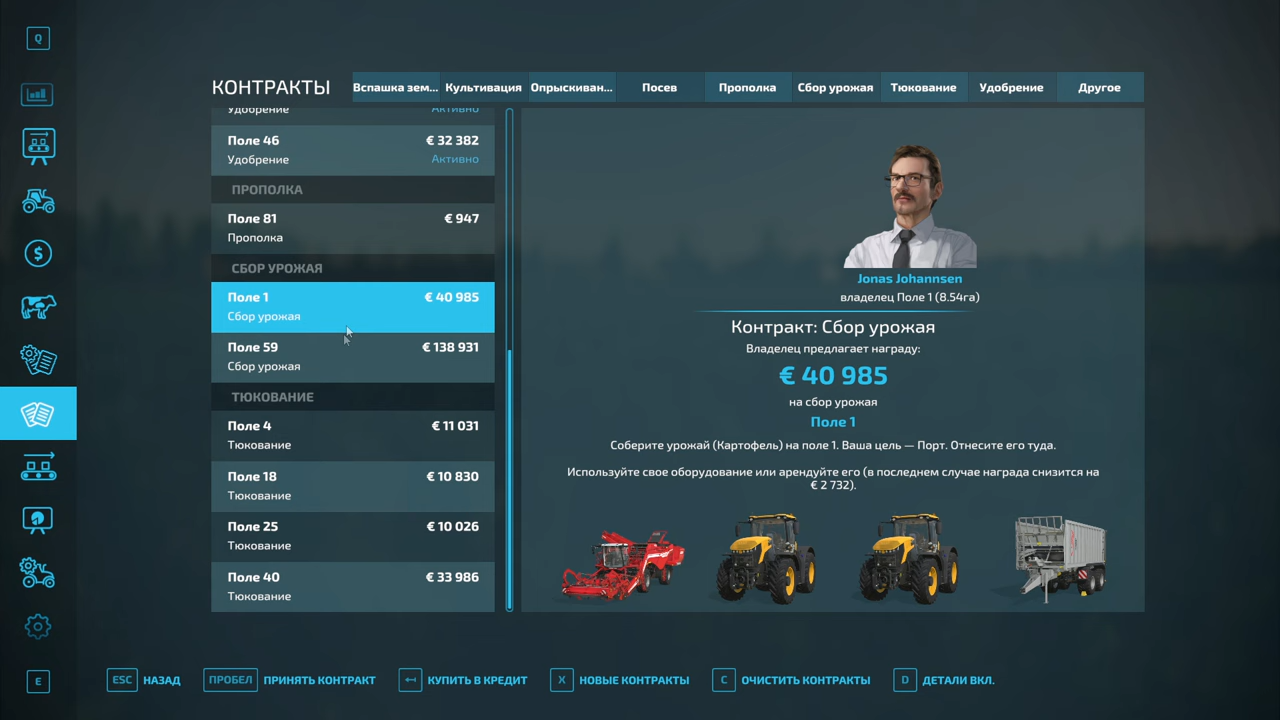 Q
КОНТРАКТЫ
Вспашка зем...
Культивация
Опрыскиван...
Посев
Прополка
Сбор урожая
Тюкование
Удобрение
Другое
Удобрение
Активно
Поле 46
€ 32 382
Удобрение
Активно
ПРОПОЛКА
Поле 81
€ 947
Прополка
СБОР УРОЖАЯ
Поле 1
€ 40 985
Сбор урожая
Поле 59
€ 138 931
Сбор урожая
ТЮКОВАНИЕ
Поле 4
€ 11 031
Тюкование
Поле 18
€ 10 830
Тюкование
Поле 25
€ 10 026
Тюкование
Поле 40
€ 33 986
Тюкование
Jonas Johannsen
владелец Поле 1 (8.54га)
Контракт: Сбор урожая
Владелец предлагает награду:
€ 40 985
на сбор урожая
Поле 1
Соберите урожай (Картофель) на поле 1. Ваша цель — Порт. Отнесите его туда.
Используйте свое оборудование или арендуйте его (в последнем случае награда снизится на
€ 2 732).
E
ESC НАЗАД
ПРОБЕЛ ПРИНЯТЬ КОНТРАКТ
КУПИТЬ В КРЕДИТ
X НОВЫЕ КОНТРАКТЫ
C ОЧИСТИТЬ КОНТРАКТЫ
D ДЕТАЛИ ВКЛ.